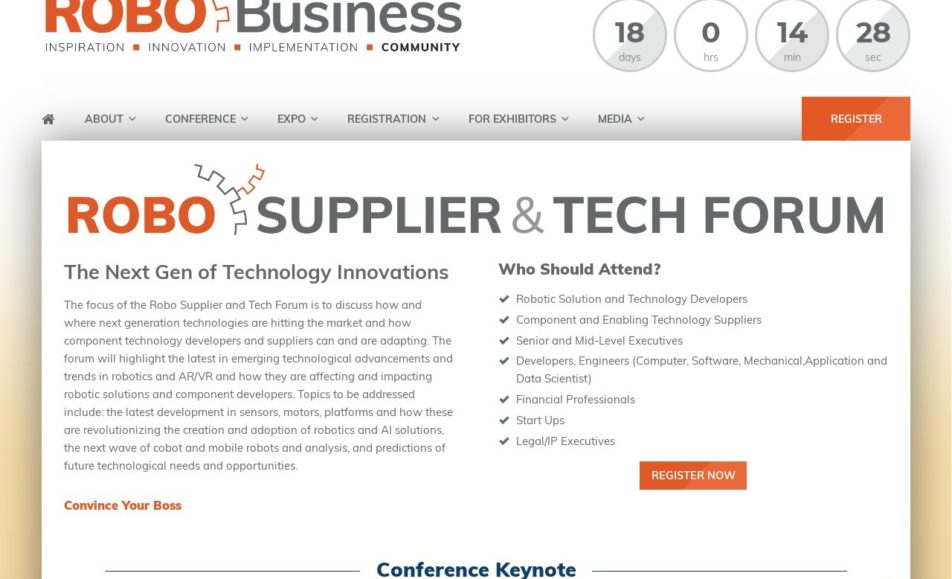 ROBO Business
INSPIRATION ■ INNOVATION ■ IMPLEMENTATION ■ COMMUNITY
18 0 14 28
days hrs min sec
ABOUT CONFERENCE EXPO REGISTRATION FOR EXHIBITORS MEDIA REGISTER
ROBO SUPPLIER & TECH FORUM
The Next Gen of Technology Innovations
The focus of the Robo Supplier and Tech Forum is to discuss how and
where next generation technologies are hitting the market and how
component technology developers and suppliers can and are adapting. The
forum will highlight the latest in emerging technological advancements and
trends in robotics and AR/VR and how they are affecting and impacting
robotic solutions and component developers. Topics to be addressed
include: the latest development in sensors, motors, platforms and how these
are revolutionizing the creation and adoption of robotics and AI solutions,
the next wave of cobot and mobile robots and analysis, and predictions of
future technological needs and opportunities.
Convince Your Boss
Who Should Attend?
Robotic Solution and Technology Developers
Component and Enabling Technology Suppliers
Senior and Mid-Level Executives
Developers, Engineers (Computer, Software, Mechanical,Application and
Data Scientist)
Financial Professionals
Start Ups
Legal/IP Executives
REGISTER NOW
Conference Keynote